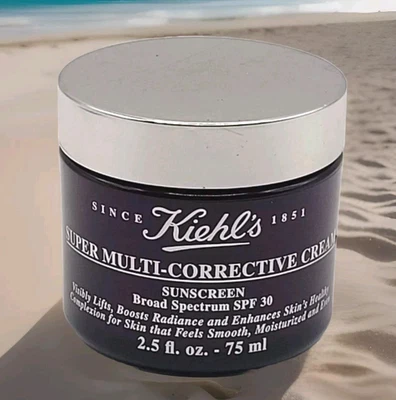 SINCE Kiehl's 1851
SUPER MULTI-CORRECTIVE CREAM
SUNSCREEN
Broad Spectrum SPF 30
Visibly Lifts, Boosts Radiance and Enhances Skin's Healthy
Complexion for Skin that Feels Smooth, Moisturized and Even
2.5 fl. oz. - 75 ml